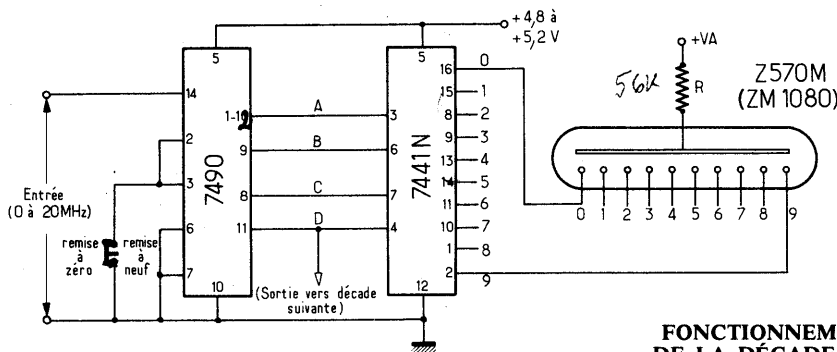 +4,8 à
+5,2 V
+VA
5
5
0
14
16
56K
R
Z570M
(ZM 1080)
15
1
A
1-12
3
8
2
2
9
3
B
9
6
13
4
3
7490
7441N
14
5
C
8
7
11
6
Entrée
(0 à 20MHz)
6
D
11
4
10
7
0
1
2
3
4
5
6
7
8
9
remise
à
zéro
remise
à
neuf
1
8
7
2
9
10
(Sortie vers décade
suivante)
12
FONCTIONNEM
DE LA DÉCADE